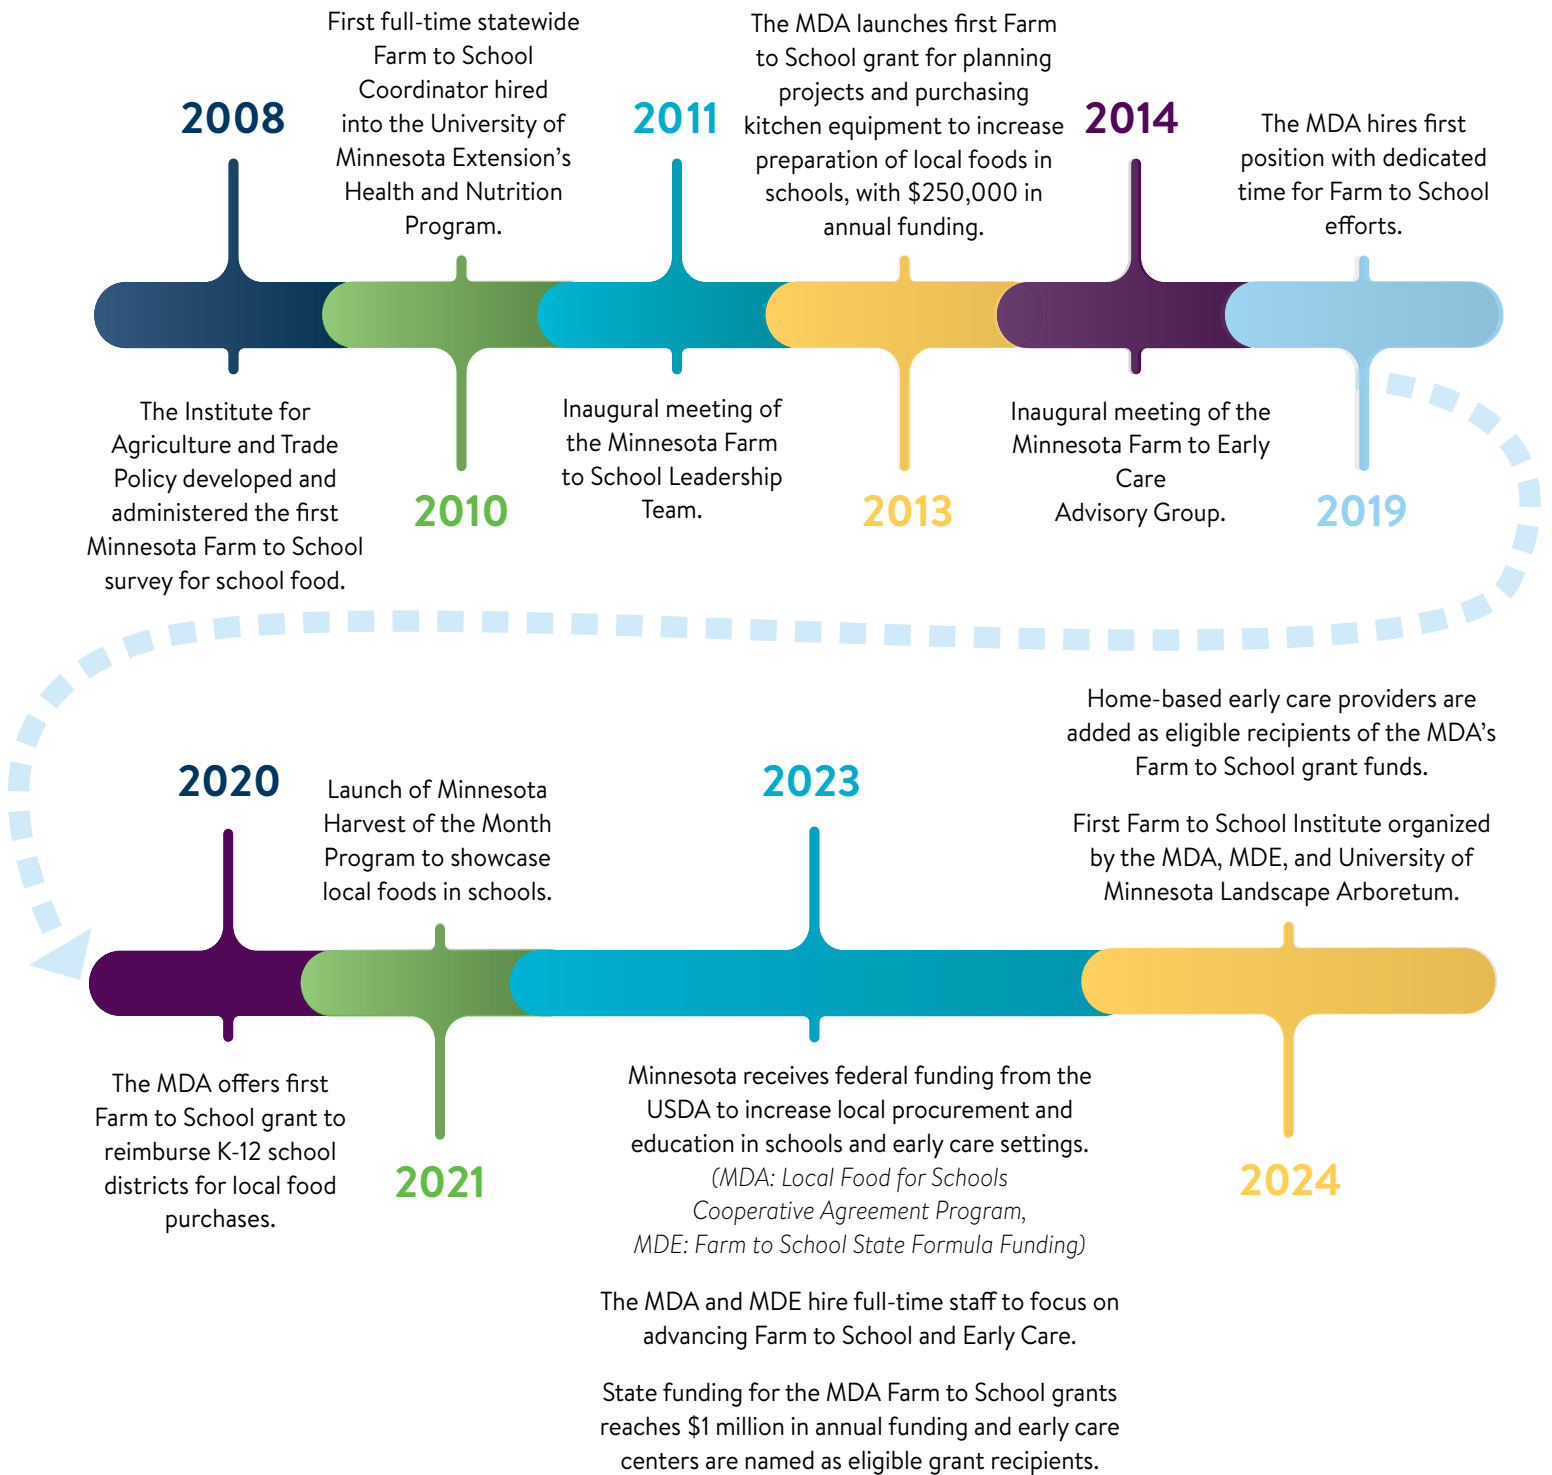 2008
The Institute for
Agriculture and Trade
Policy developed and
administered the first
Minnesota Farm to School
survey for school food.
First full-time statewide
Farm to School
Coordinator hired
into the University of
Minnesota Extension's
Health and Nutrition
Program.
2010
2011
Inaugural meeting of
the Minnesota Farm
to School Leadership
Team.
The MDA launches first Farm
to School grant for planning
projects and purchasing
kitchen equipment to increase
preparation of local foods in
schools, with $250,000 in
annual funding.
2013
2014
Inaugural meeting of the
Minnesota Farm to Early
Care
Advisory Group.
The MDA hires first
position with dedicated
time for Farm to School
efforts.
2019
2020
The MDA offers first
Farm to School grant to
reimburse K-12 school
districts for local food
purchases.
Launch of Minnesota
Harvest of the Month
Program to showcase
local foods in schools.
2021
2023
Minnesota receives federal funding from the
USDA to increase local procurement and
education in schools and early care settings.
(MDA: Local Food for Schools
Cooperative Agreement Program,
MDE: Farm to School State Formula Funding)
The MDA and MDE hire full-time staff to focus on
advancing Farm to School and Early Care.
State funding for the MDA Farm to School grants
reaches $1 million in annual funding and early care
centers are named as eligible grant recipients.
Home-based early care providers are
added as eligible recipients of the MDA's
Farm to School grant funds.
First Farm to School Institute organized
by the MDA, MDE, and University of
Minnesota Landscape Arboretum.
2024